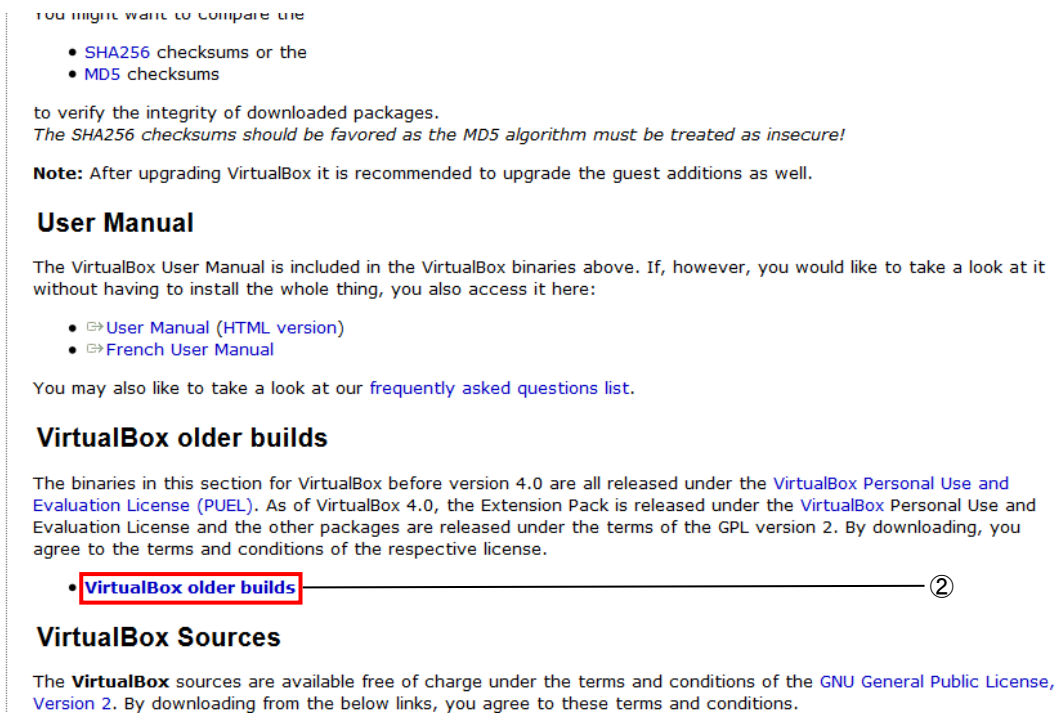 You might want to compare the
• SHA256 checksums or the
• MD5 checksums
to verify the integrity of downloaded packages.
The SHA256 checksums should be favored as the MD5 algorithm must be treated as insecure!
Note: After upgrading VirtualBox it is recommended to upgrade the guest additions as well.
User Manual
The VirtualBox User Manual is included in the VirtualBox binaries above. If, however, you would like to take a look at it
without having to install the whole thing, you also access it here:
• User Manual (HTML version)
• French User Manual
You may also like to take a look at our frequently asked questions list.
VirtualBox older builds
The binaries in this section for VirtualBox before version 4.0 are all released under the VirtualBox Personal Use and
Evaluation License (PUEL). As of VirtualBox 4.0, the Extension Pack is released under the VirtualBox Personal Use and
Evaluation License and the other packages are released under the terms of the GPL version 2. By downloading, you
agree to the terms and conditions of the respective license.
• VirtualBox older builds ②
VirtualBox Sources
The VirtualBox sources are available free of charge under the terms and conditions of the GNU General Public License,
Version 2. By downloading from the below links, you agree to these terms and conditions.